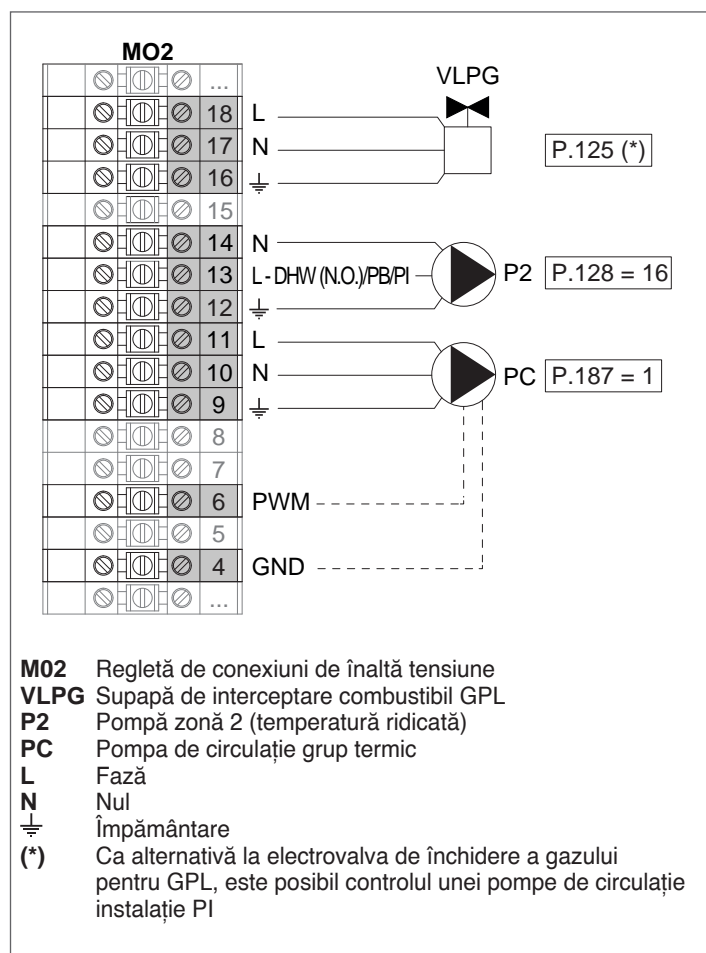 MO2
...
VLPG
18 L
17 N
P.125 (*)
16
15
14 N
13 L - DHW (N.O.)/PB/PI
P2
P.128 = 16
12
11 L
10 N
PC
P.187 = 1
9
8
7
6 PWM
5
4 GND
...
M02 Regletă de conexiuni de înaltă tensiune
VLPG Supapă de interceptare combustibil GPL
P2 Pompă zonă 2 (temperatură ridicată)
PC Pompa de circulație grup termic
L Fază
N Nul
⏚ Împământare
(*) Ca alternativă la electrovalva de închidere a gazului
pentru GPL, este posibil controlul unei pompe de circulație
instalație PI